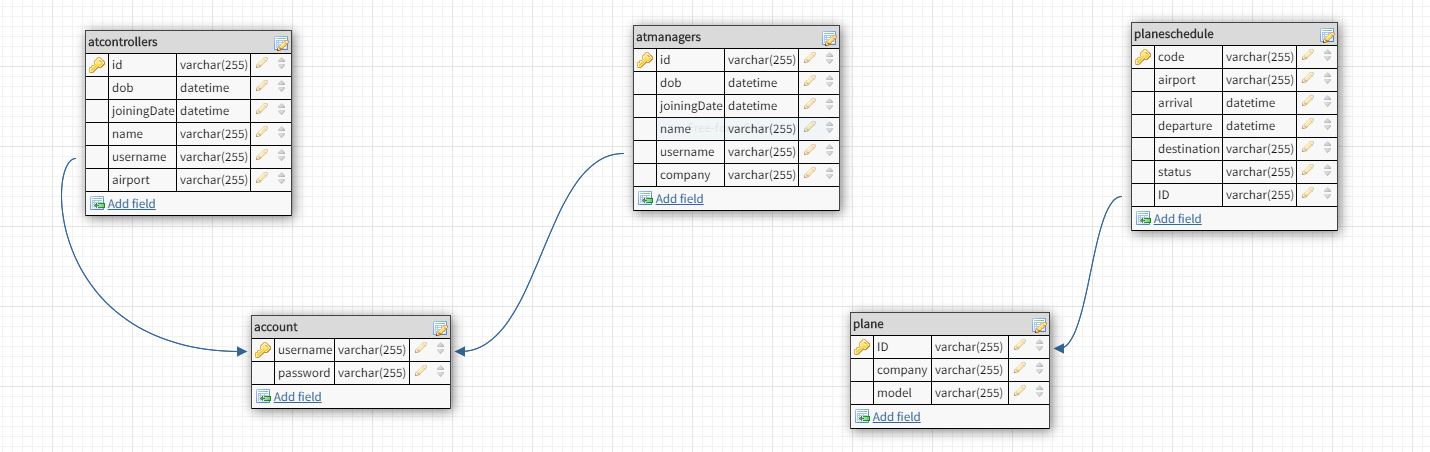 atcontrollers
id varchar(255)
dob datetime
joiningDate datetime
name varchar(255)
username varchar(255)
airport varchar(255)
Add field
atmanagers
id varchar(255)
dob datetime
joiningDate datetime
name varchar(255)
username varchar(255)
company varchar(255)
Add field
planeschedule
code varchar(255)
airport varchar(255)
arrival datetime
departure datetime
destination varchar(255)
status varchar(255)
ID varchar(255)
Add field
account
username varchar(255)
password varchar(255)
Add field
plane
ID varchar(255)
company varchar(255)
model varchar(255)
Add field